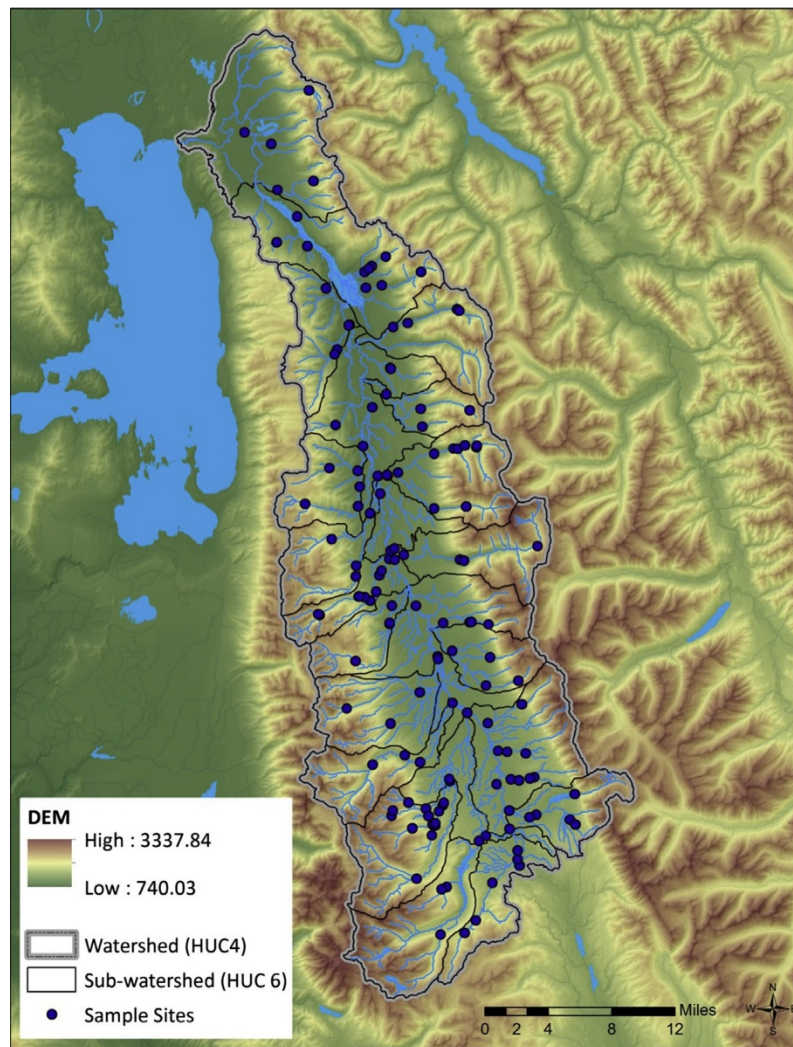 DEM
High : 3337.84
Low : 740.03
Watershed (HUC4)
Sub-watershed (HUC 6)
Sample Sites
Miles
0 2 4 8 12
N
W E
S